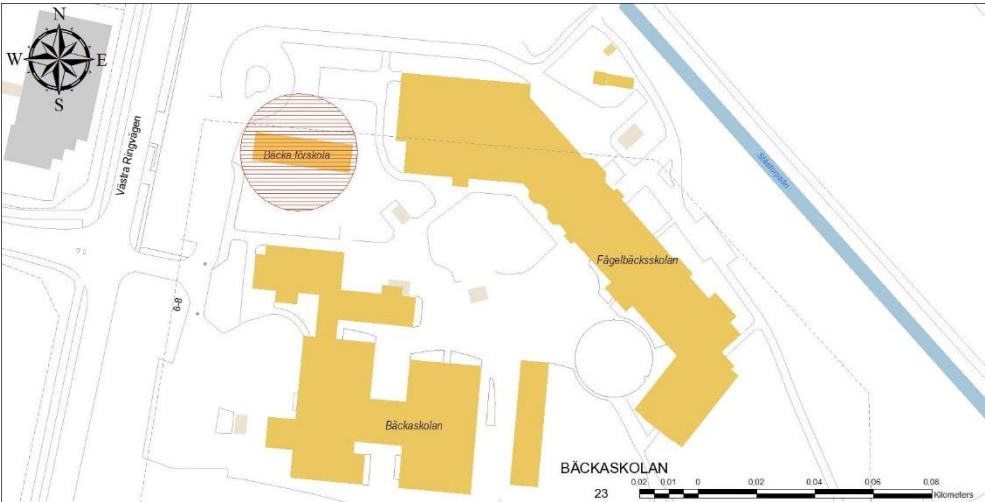 N
W E
S
Västra Ringvägen
Bäcka förskola
Stästorpsån
Fågelbäcksskolan
6-8
Bäckaskolan
BÄCKASKOLAN
23
0.02 0.01 0 0.02 0.04 0.06 0.08
Kilometers